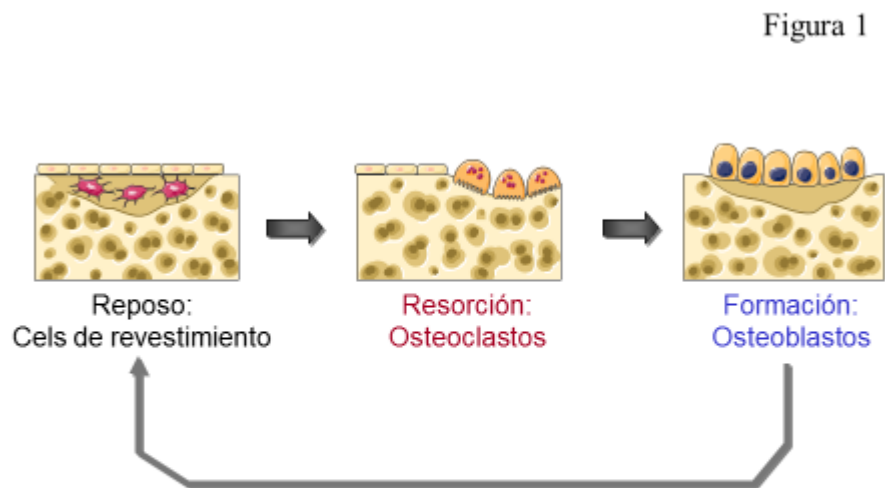 Figura 1
Reposo:
Cels de revestimiento
Resorción:
Osteoclastos
Formación:
Osteoblastos